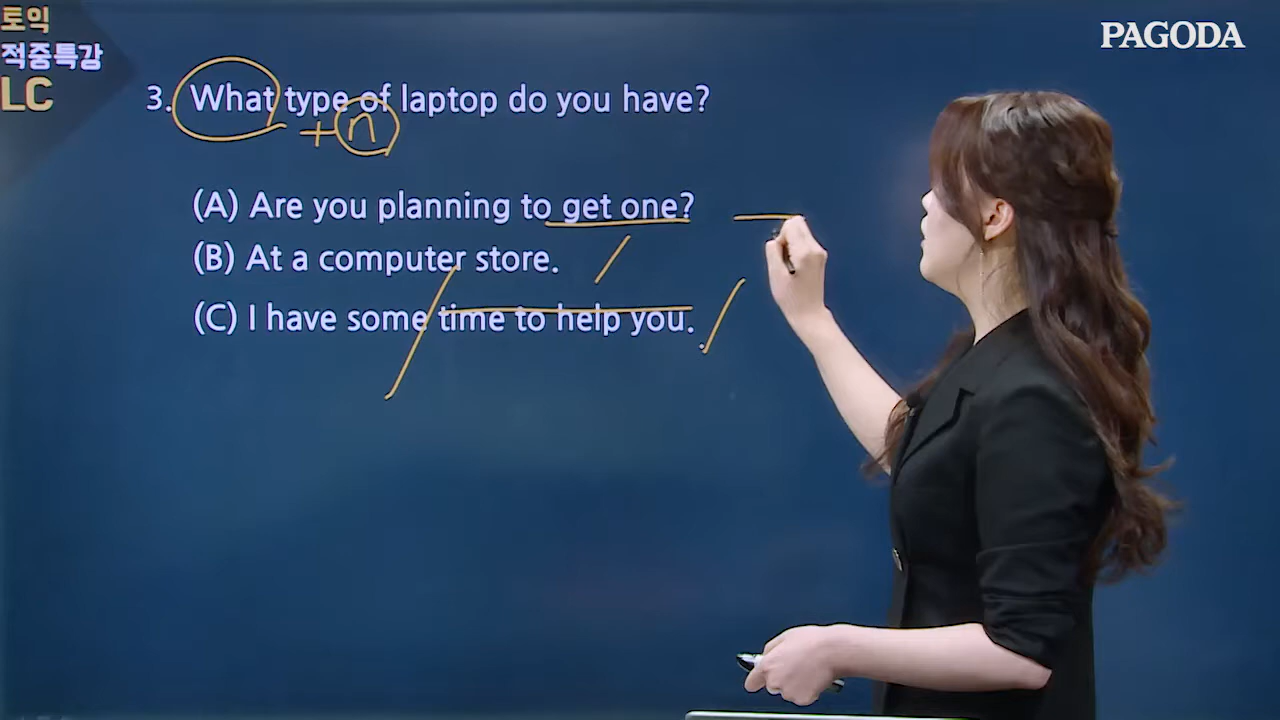 토익
적중특강
LC
PAGODA
3. What type of laptop do you have?
+n
(A) Are you planning to get one?
(B) At a computer store.
(C) I have some time to help you.